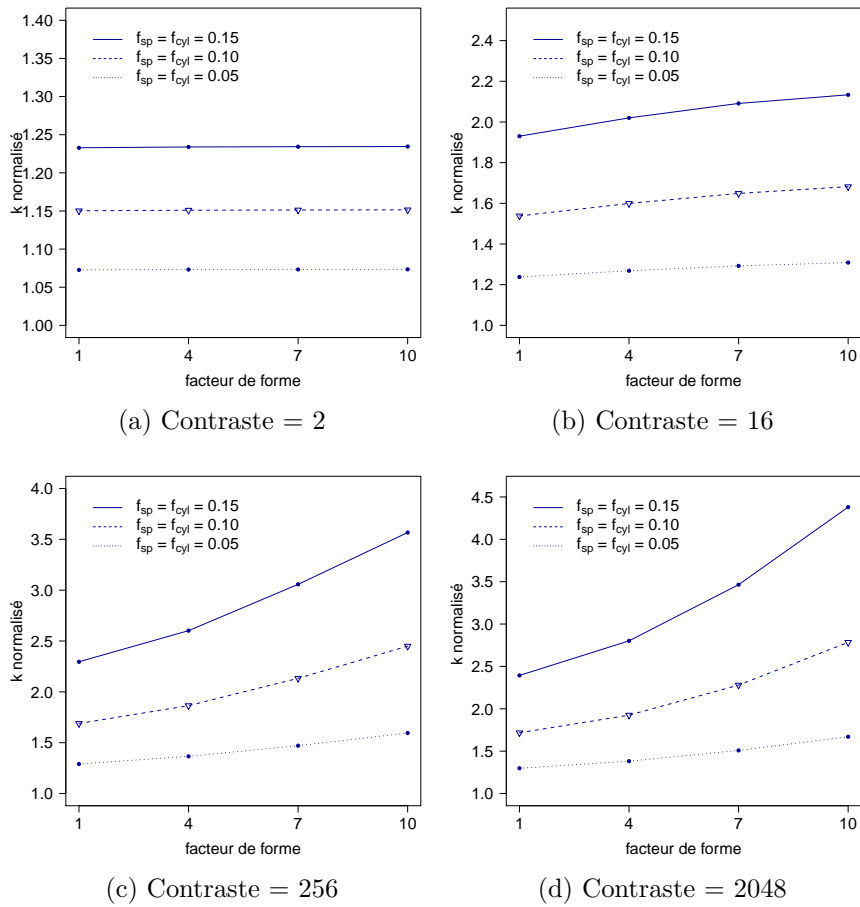 1.40
1.35
1.30
1.25
1.20
1.15
1.10
1.05
1.00
k normalisé
f_sp = f_cyl = 0.15
f_sp = f_cyl = 0.10
f_sp = f_cyl = 0.05
1 4 7 10
facteur de forme
(a) Contraste = 2
2.4
2.2
2.0
1.8
1.6
1.4
1.2
1.0
k normalisé
f_sp = f_cyl = 0.15
f_sp = f_cyl = 0.10
f_sp = f_cyl = 0.05
1 4 7 10
facteur de forme
(b) Contraste = 16
4.0
3.5
3.0
2.5
2.0
1.5
1.0
k normalisé
f_sp = f_cyl = 0.15
f_sp = f_cyl = 0.10
f_sp = f_cyl = 0.05
1 4 7 10
facteur de forme
(c) Contraste = 256
4.5
4.0
3.5
3.0
2.5
2.0
1.5
1.0
k normalisé
f_sp = f_cyl = 0.15
f_sp = f_cyl = 0.10
f_sp = f_cyl = 0.05
1 4 7 10
facteur de forme
(d) Contraste = 2048